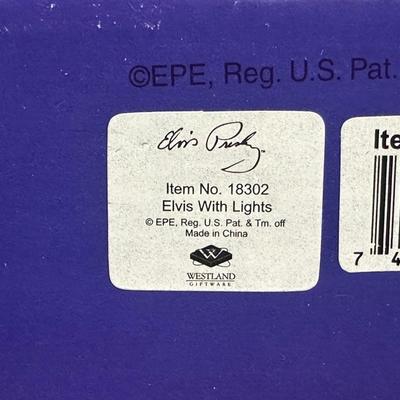 ©EPE, Reg. U.S. Pat.
Elvis Presley
Item No. 18302
Elvis With Lights
© EPE, Reg. U.S. Pat. & Tm. off
Made in China
W
WESTLAND
GIFTWARE
Ite
7 4